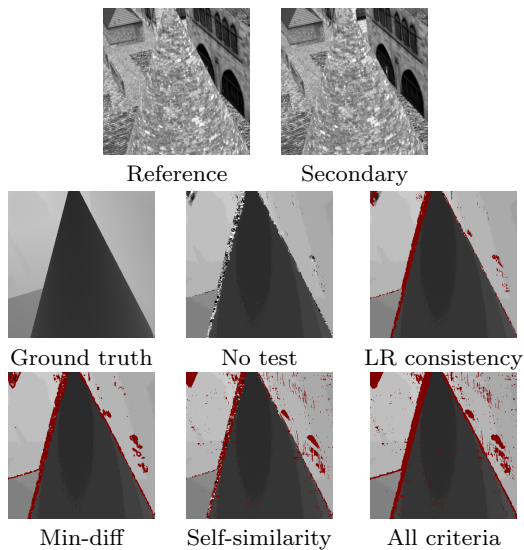 Reference Secondary
Ground truth No test LR consistency
Min-diff Self-similarity All criteria